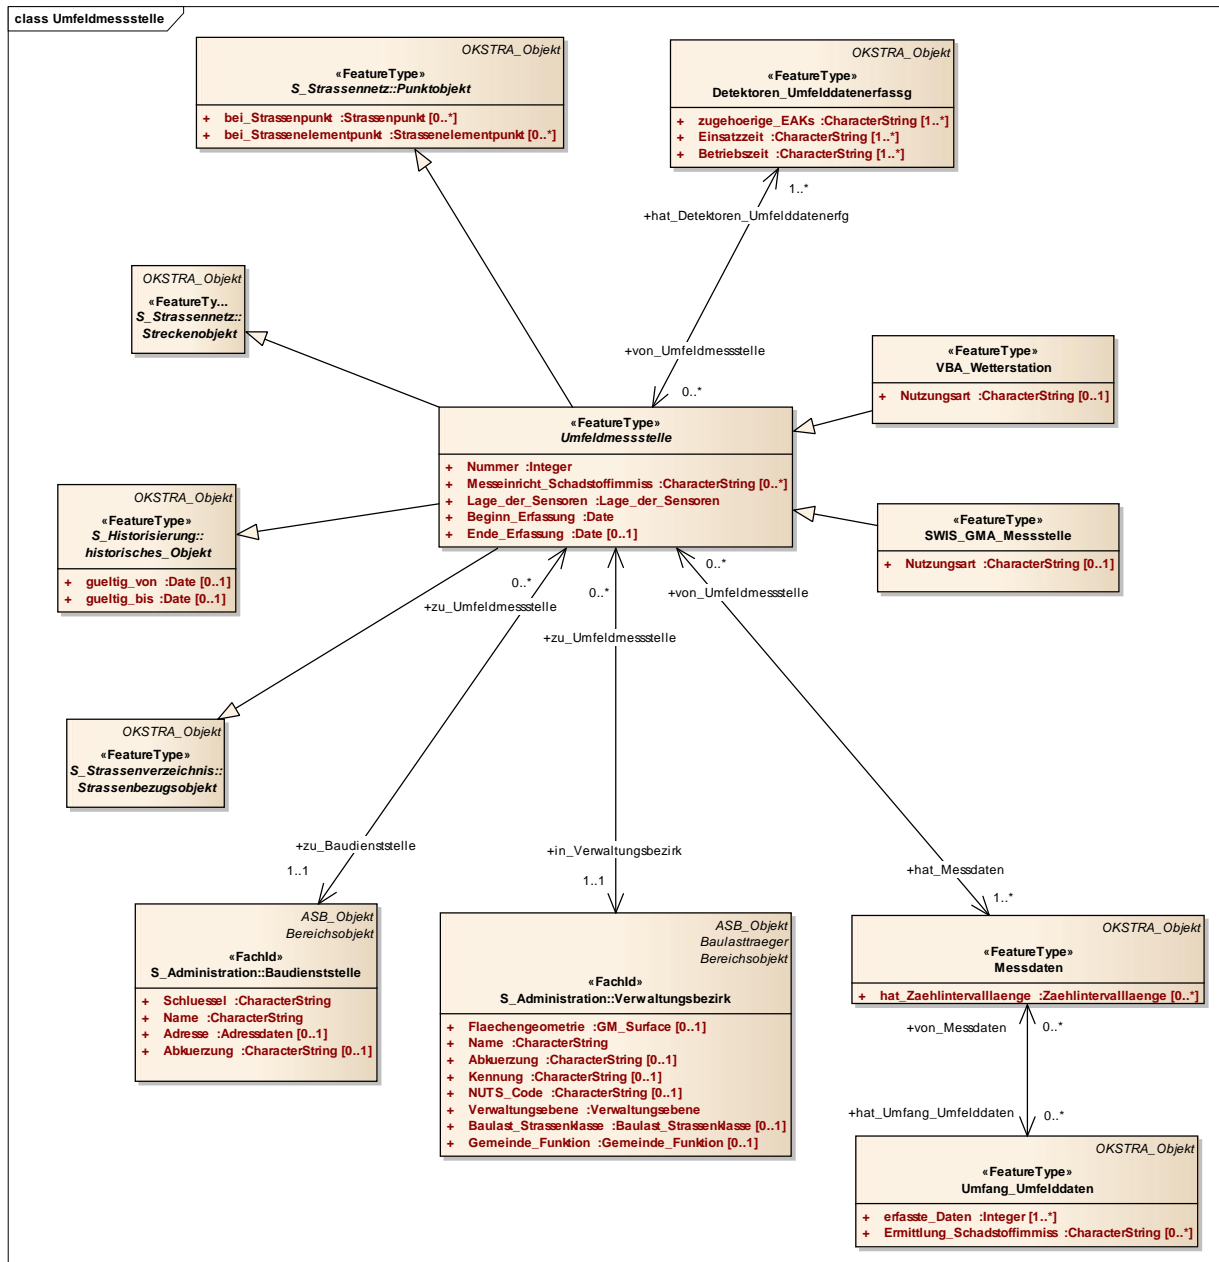 class Umfeldmessstelle
OKSTRA_Objekt
«FeatureType»
S_Strassennetz::Punktobjekt
+ bei_Strassenpunkt :Strassenpunkt [0..*]
+ bei_Strassenelementpunkt :Strassenelementpunkt [0..*]
OKSTRA_Objekt
«FeatureType»
Detektoren_Umfelddatenerfassg
+ zugehoerige_EAKs :CharacterString [1..*]
+ Einsatzzeit :CharacterString [1..*]
+ Betriebszeit :CharacterString [1..*]
1..*
+hat_Detektoren_Umfelddatenerfg
OKSTRA_Objekt
«FeatureTy...
S_Strassennetz::
Streckenobjekt
+von_Umfeldmessstelle
0..*
«FeatureType»
VBA_Wetterstation
+ Nutzungsart :CharacterString [0..1]
«FeatureType»
Umfeldmessstelle
+ Nummer :Integer
+ Messeinricht_Schadstoffimmiss :CharacterString [0..*]
+ Lage_der_Sensoren :Lage_der_Sensoren
+ Beginn_Erfassung :Date
+ Ende_Erfassung :Date [0..1]
OKSTRA_Objekt
«FeatureType»
S_Historisierung::
historisches_Objekt
+ gueltig_von :Date [0..1]
+ gueltig_bis :Date [0..1]
«FeatureType»
SWIS_GMA_Messstelle
+ Nutzungsart :CharacterString [0..1]
0..*
+zu_Umfeldmessstelle
0..*
+zu_Umfeldmessstelle
0..*
+von_Umfeldmessstelle
OKSTRA_Objekt
«FeatureType»
S_Strassenverzeichnis::
Strassenbezugsobjekt
+zu_Baudienststelle
1..1
+in_Verwaltungsbezirk
1..1
+hat_Messdaten
1..*
ASB_Objekt
Bereichsobjekt
«FachId»
S_Administration::Baudienststelle
+ Schluessel :CharacterString
+ Name :CharacterString
+ Adresse :Adressdaten [0..1]
+ Abkuerzung :CharacterString [0..1]
ASB_Objekt
Baulasttraeger
Bereichsobjekt
«FachId»
S_Administration::Verwaltungsbezirk
+ Flaechengeometrie :GM_Surface [0..1]
+ Name :CharacterString
+ Abkuerzung :CharacterString [0..1]
+ Kennung :CharacterString [0..1]
+ NUTS_Code :CharacterString [0..1]
+ Verwaltungsebene :Verwaltungsebene
+ Baulast_Strassenklasse :Baulast_Strassenklasse [0..1]
+ Gemeinde_Funktion :Gemeinde_Funktion [0..1]
OKSTRA_Objekt
«FeatureType»
Messdaten
+ hat_Zaehlintervalllaenge :Zaehlintervalllaenge [0..*]
+von_Messdaten
0..*
+hat_Umfang_Umfelddaten
0..*
OKSTRA_Objekt
«FeatureType»
Umfang_Umfelddaten
+ erfasste_Daten :Integer [1..*]
+ Ermittlung_Schadstoffimmiss :CharacterString [0..*]